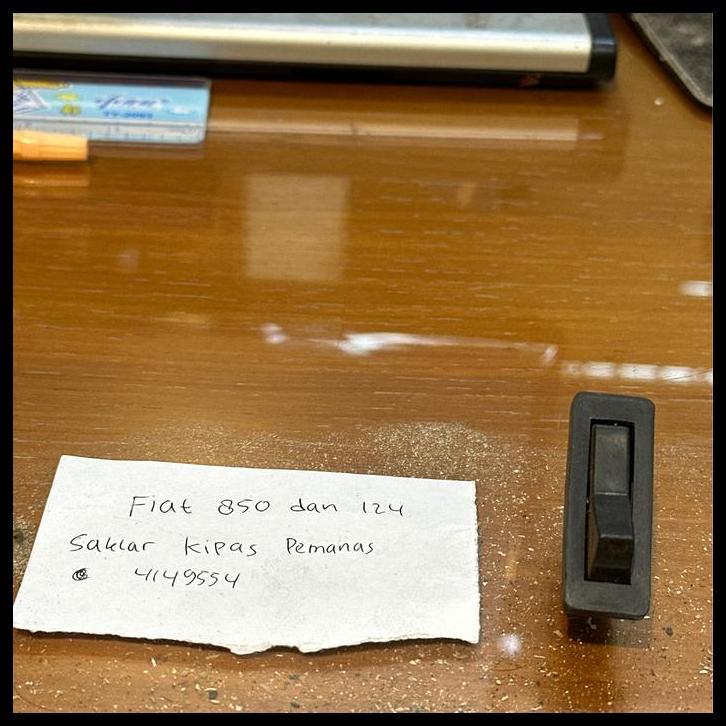 Fiat 850 dan 124
Saklar Kipas Pemanas
4149554